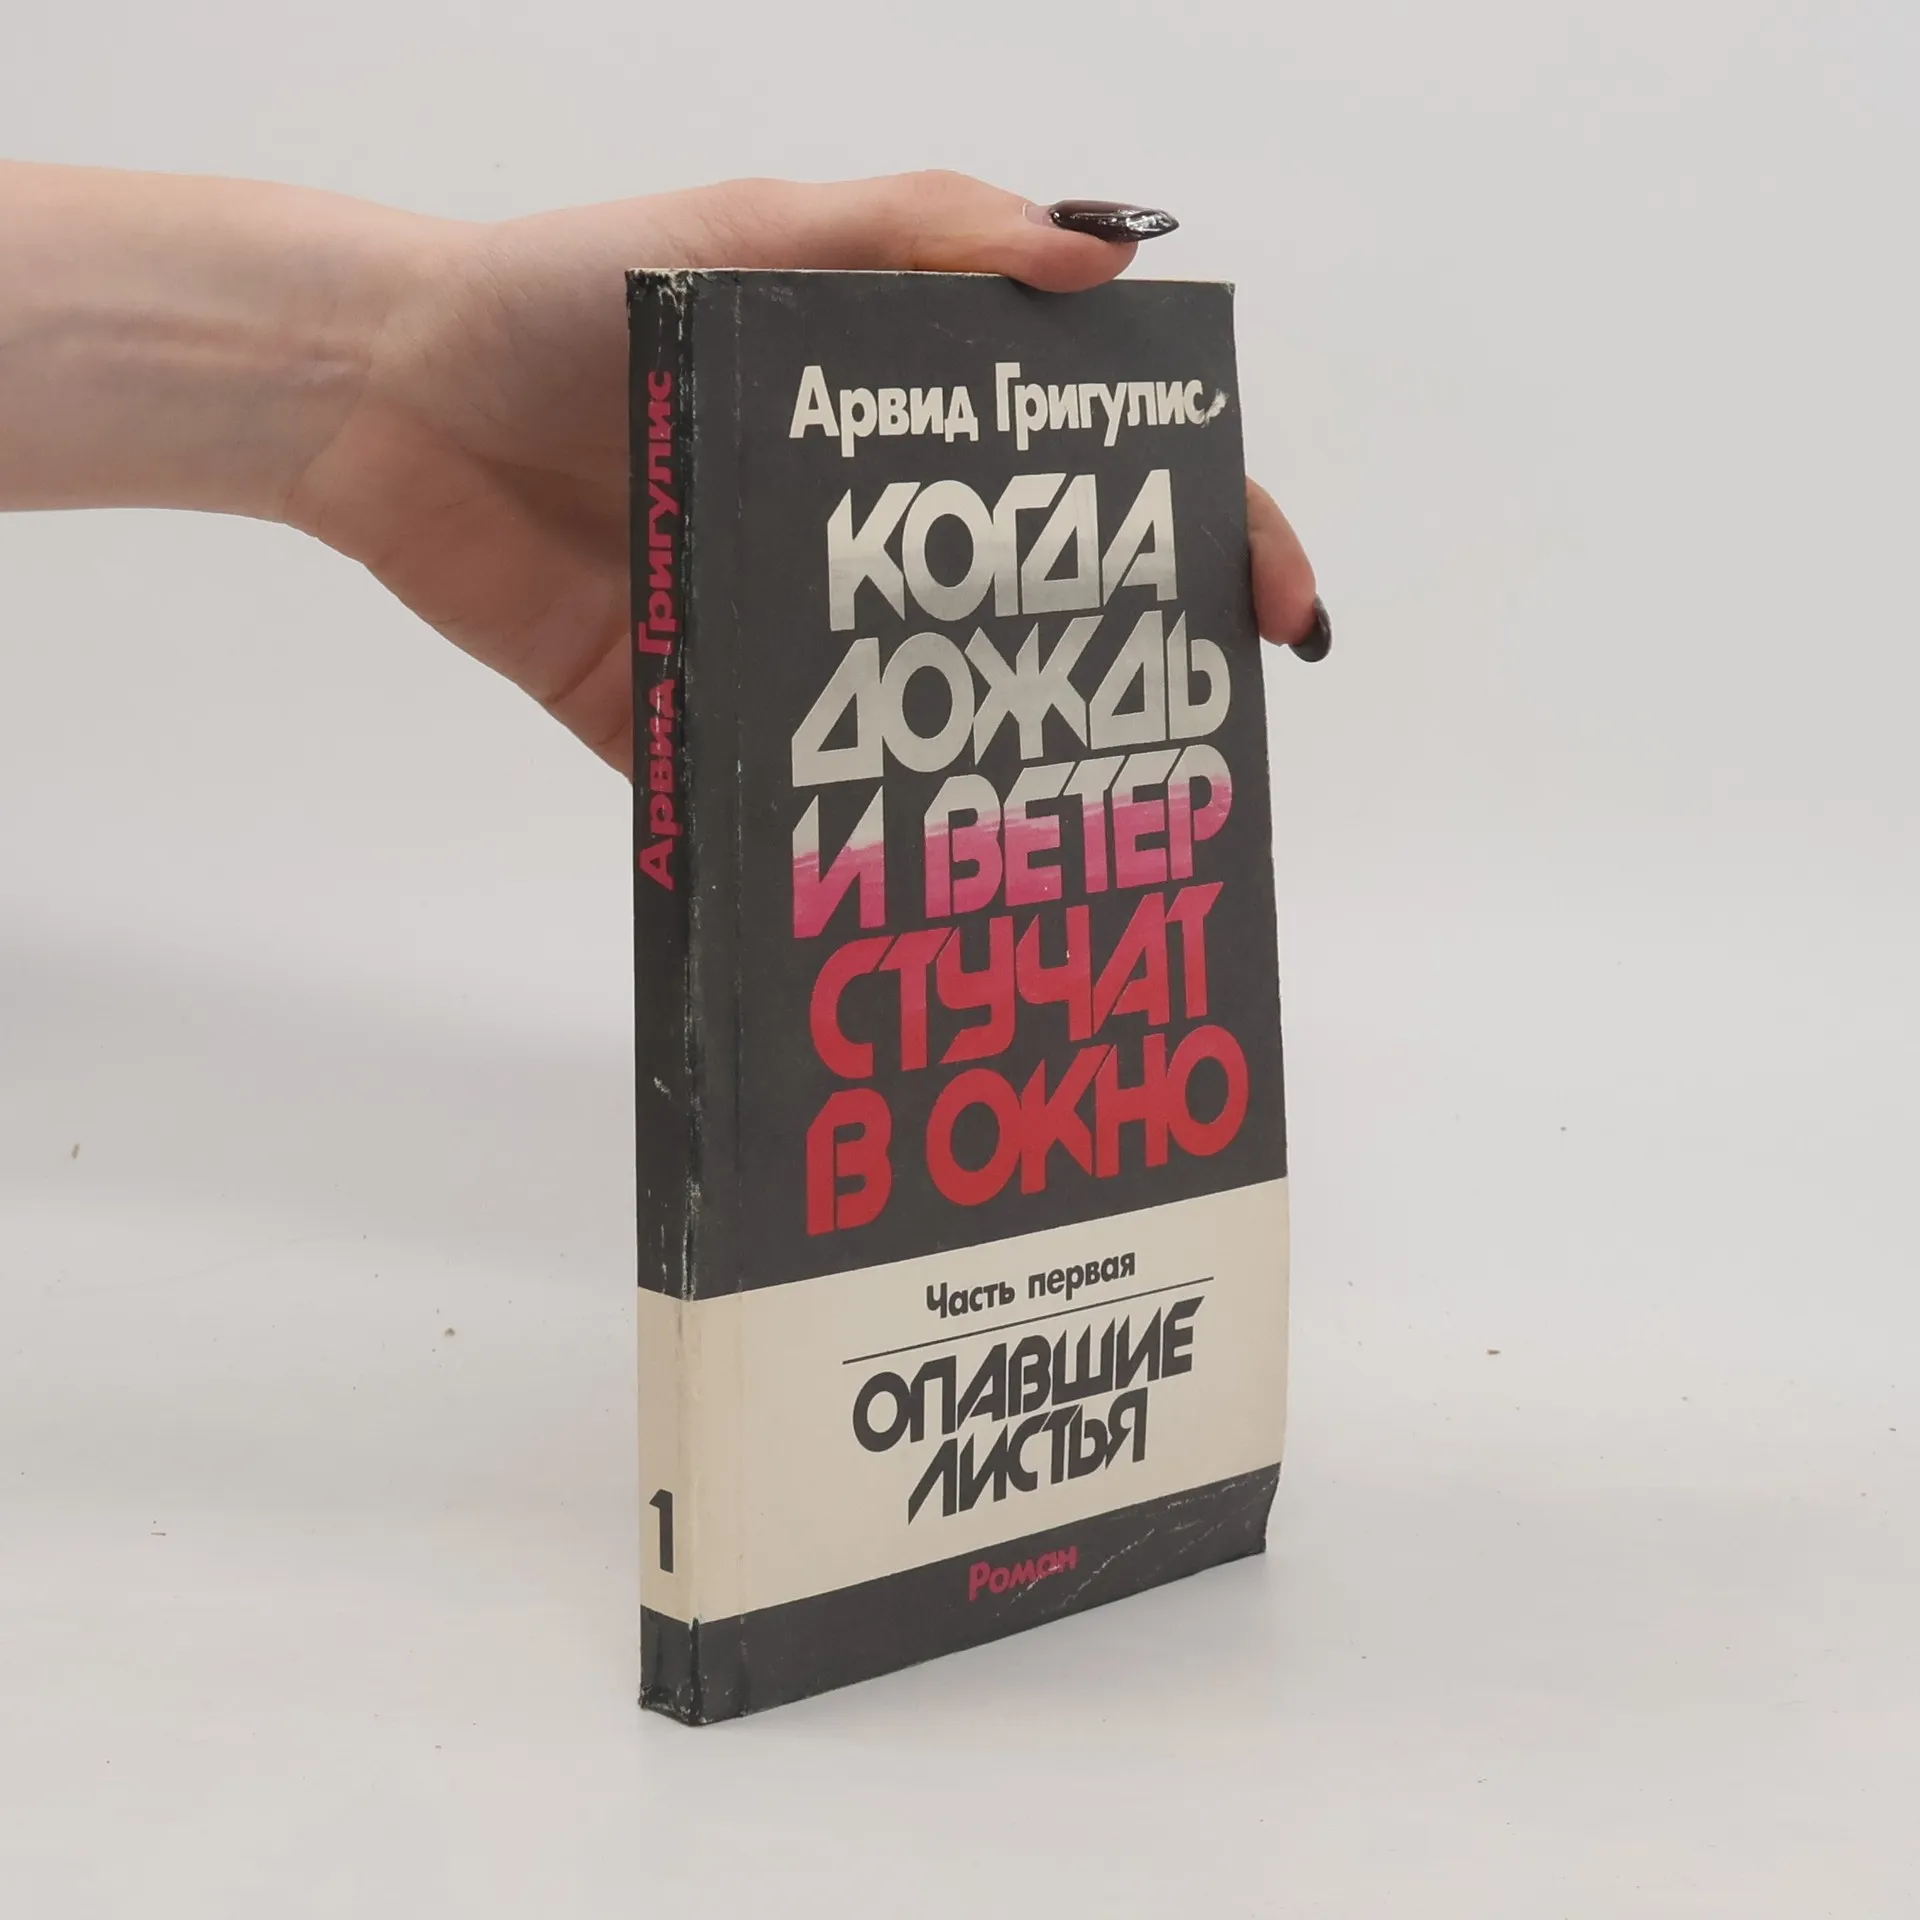 Арвид Григулис
КОГДА
ДОЖДЬ
И ВЕТЕР
СТУЧАТ
В ОКНО
Часть первая
ОПАВШИЕ
ЛИСТЬЯ
Роман
Арвид Григулис
1